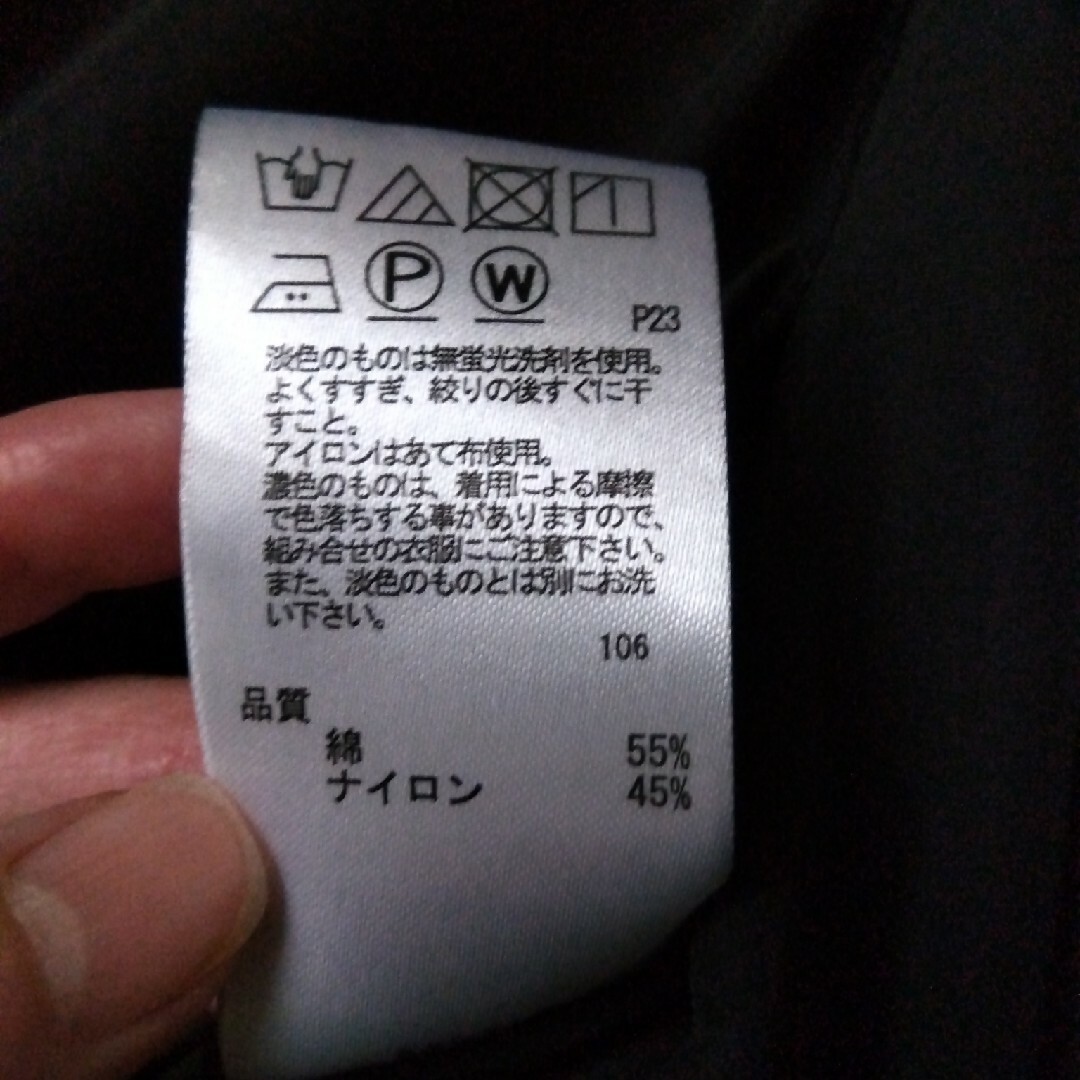 P
W
P23
淡色のものは無蛍光洗剤を使用。
よくすすぎ、絞りの後すぐに干
すこと。
アイロンはあて布使用。
濃色のものは、着用による摩擦
で色落ちする事がありますので、
組み合せの衣服にご注意下さい。
また、淡色のものとは別にお洗
い下さい。
106
品質
綿 55%
ナイロン 45%